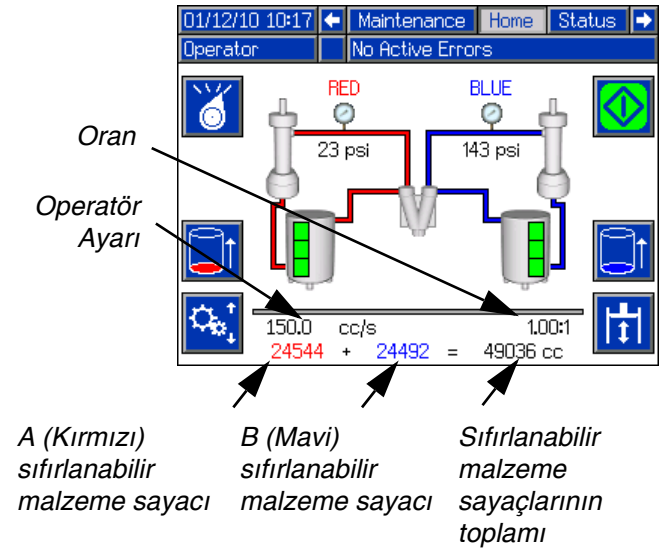 01/12/10 10:17 Maintenance Home Status
Operator No Active Errors
RED BLUE
Oran
23 psi 143 psi
Operatör
Ayarı
150.0 cc/s 1.00:1
24544 + 24492 = 49036 cc
A (Kırmızı)
sıfırlanabilir
malzeme sayacı
B (Mavi)
sıfırlanabilir
malzeme sayacı
Sıfırlanabilir
malzeme
sayaçlarının
toplamı